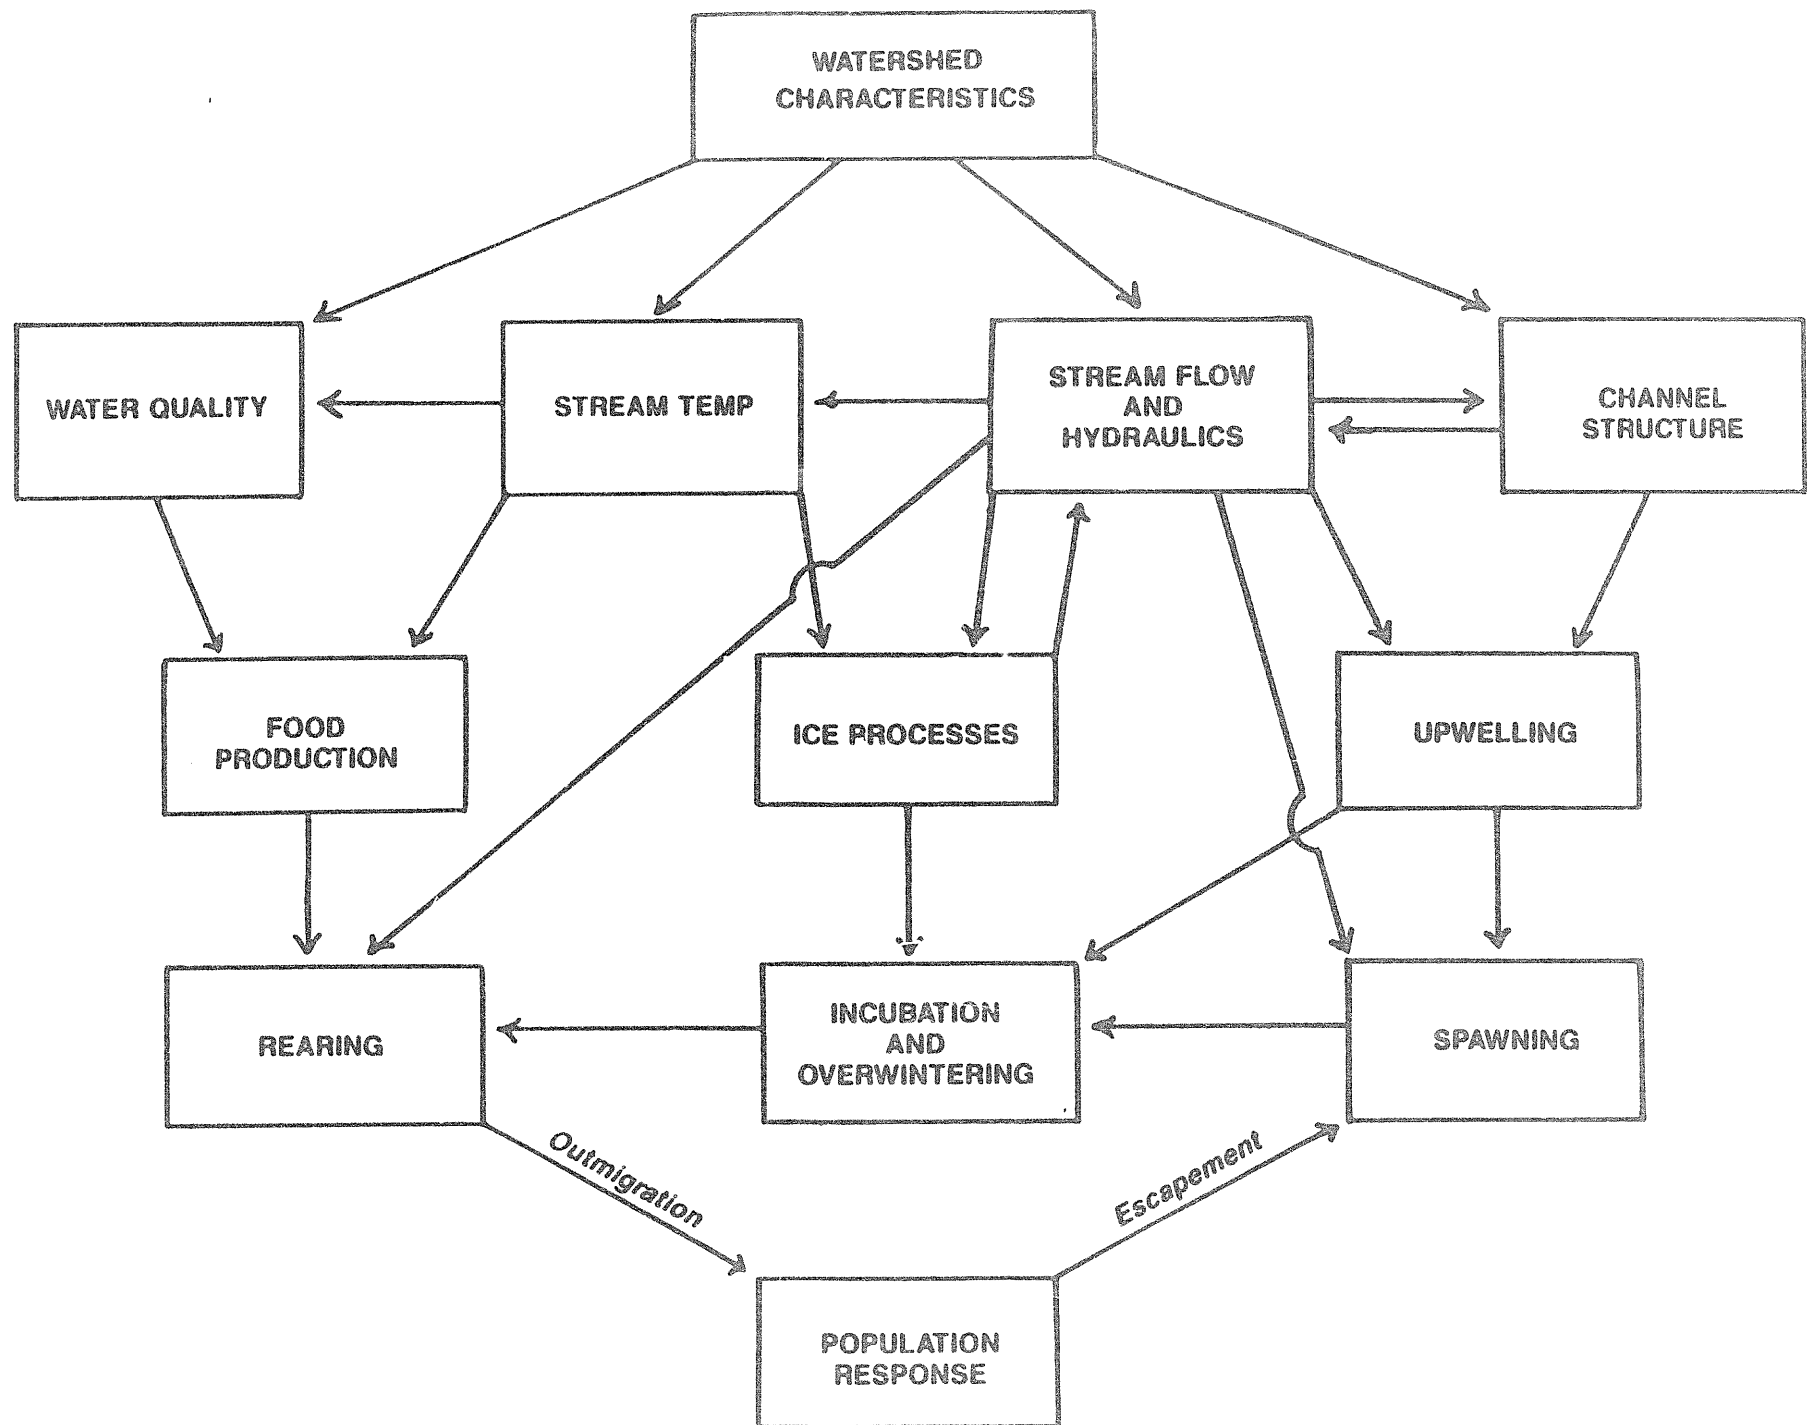 WATERSHED
CHARACTERISTICS
WATER QUALITY
STREAM TEMP
STREAM FLOW
AND
HYDRAULICS
CHANNEL
STRUCTURE
FOOD
PRODUCTION
ICE PROCESSES
UPWELLING
REARING
INCUBATION
AND
OVERWINTERING
SPAWNING
Outmigration
Escapement
POPULATION
RESPONSE